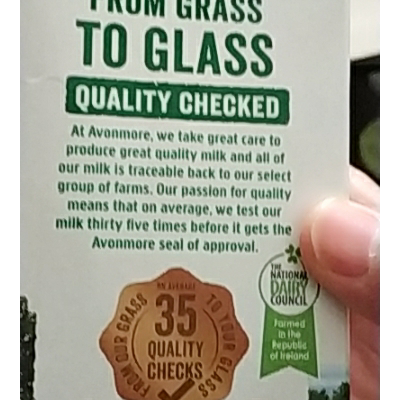 FROM GRASS
TO GLASS
QUALITY CHECKED
At Avonmore, we take great care to
produce great quality milk and all of
our milk is traceable back to our select
group of farms. Our passion for quality
means that on average, we test our
milk thirty five times before it gets the
Avonmore seal of approval.
ON AVERAGE
35
QUALITY
CHECKS
FROM OUR GRASS
TO YOUR GLASS
THE
NATIONAL
DAIRY
COUNCIL
Farmed
in the
Republic
of Ireland